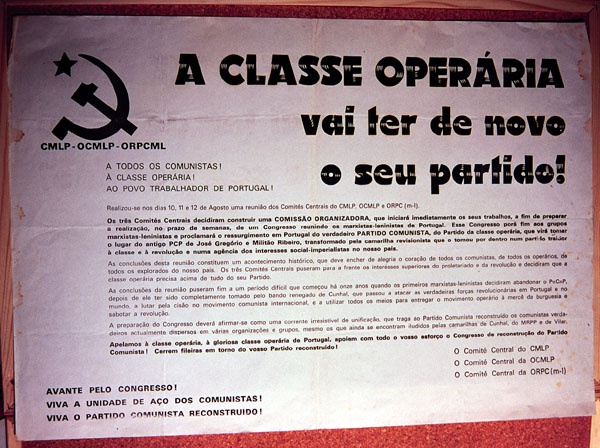 A CLASSE OPERÁRIA
vai ter de novo
o seu partido!
CMLP-OCMLP-ORPCML
A TODOS OS COMUNISTAS!
À CLASSE OPERÁRIA!
AO POVO TRABALHADOR DE PORTUGAL!
Realizou-se nos dias 10, 11 e 12 de Agosto uma reunião dos Comités Centrais do CMLP, OCMLP e ORPC (m-l).
Os três Comités Centrais decidiram construir uma COMISSÃO ORGANIZADORA, que iniciará imediatamente os seus trabalhos, a fim de preparar
a realização, no prazo de semanas, de um Congresso reunindo os marxistas-leninistas de Portugal. Esse Congresso porá fim aos grupos
marxistas-leninistas e proclamará o ressurgimento em Portugal do verdadeiro PARTIDO COMUNISTA, do Partido da classe operária, que virá tomar
o lugar do antigo PCP de José Gregório e Militão Ribeiro, transformado pela camarilha revisionista que o tomou por dentro num partido traidor
à classe e à revolução e numa agência dos interesses social-imperialistas no nosso país.
As conclusões desta reunião constituem um acontecimento histórico, que deve encher de alegria o coração de todos os comunistas, de todos os operários, de
todos os explorados do nosso país. Os três Comités Centrais puseram para a frente os interesses superiores do proletariado e da revolução e decidiram que a
classe operária precisa acima de tudo do seu Partido.
As conclusões da reunião puseram fim a um período difícil que começou há onze anos quando os primeiros marxistas-leninistas decidiram abandonar o PsCsP,
depois de ele ter sido completamente tomado pelo bando renegado de Cunhal, que passou a atacar as verdadeiras forças revolucionárias em Portugal e no
mundo, a lutar pela cisão no movimento comunista internacional, e a utilizar todos os meios para entregar o movimento operário à mercê da burguesia e
sabotar a revolução.
A preparação do Congresso deverá afirmar-se como uma corrente irresistível de unificação, que traga ao Partido Comunista reconstruído os comunistas verda-
deiros actualmente dispersos em várias organizações e grupos, mesmo os que ainda se encontram iludidos pelas camarilhas de Cunhal, do MRPP e de Vilar.
Apelamos à classe operária, à gloriosa classe operária de Portugal, apoiem com todo o vosso esforço o Congresso de reconstrução do Partido
Comunista! Cerrem fileiras em torno do vosso Partido reconstruído!
O Comité Central do CMLP
O Comité Central da OCMLP
O Comité Central da ORPC(m-l)
AVANTE PELO CONGRESSO!
VIVA A UNIDADE DE AÇO DOS COMUNISTAS!
VIVA O PARTIDO COMUNISTA RECONSTRUÍDO!